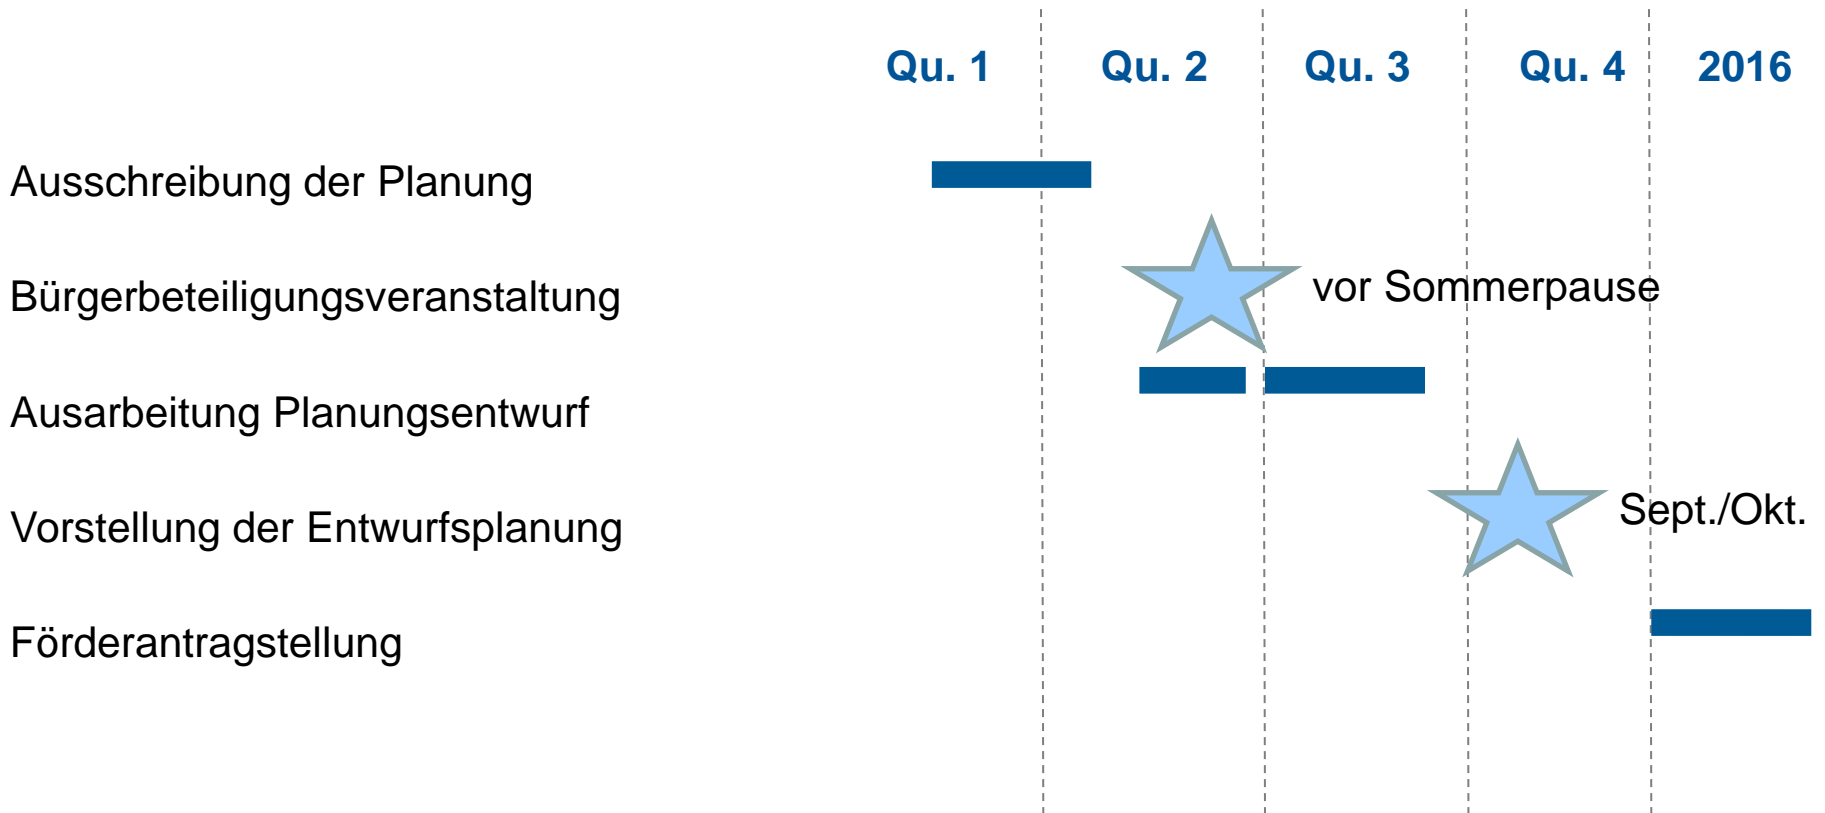 Qu. 1 Qu. 2 Qu. 3 Qu. 4 2016
Ausschreibung der Planung
Bürgerbeteiligungsveranstaltung vor Sommerpause
Ausarbeitung Planungsentwurf
Vorstellung der Entwurfsplanung Sept./Okt.
Förderantragstellung